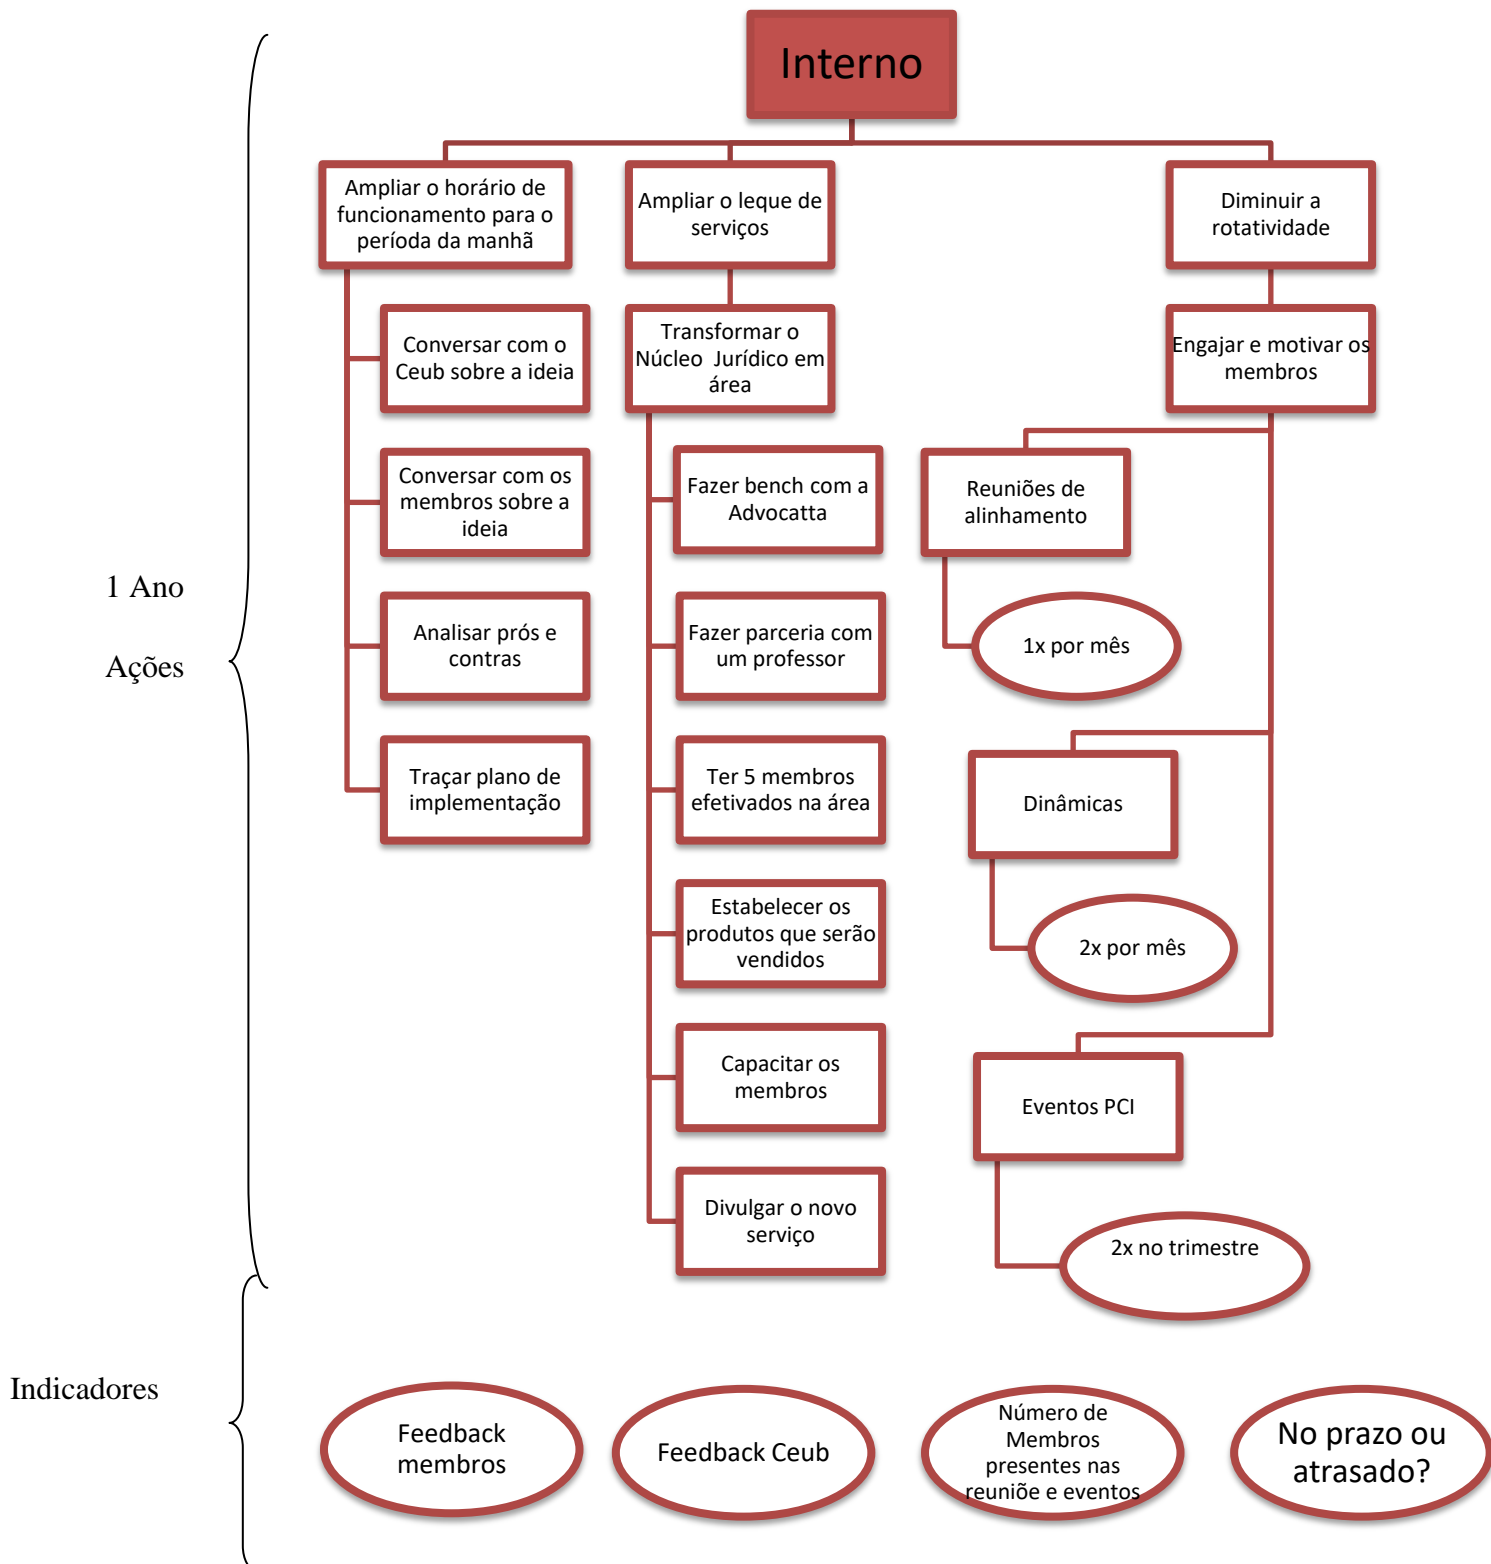 Interno
Ampliar o horário de
funcionamento para o
períoda da manhã
Ampliar o leque de
serviços
Diminuir a
rotatividade
Conversar com o
Ceub sobre a ideia
Transformar o
Núcleo  Jurídico em
área
Engajar e motivar os
membros
Conversar com os
membros sobre a
ideia
Fazer bench com a
Advocatta
Reuniões de
alinhamento
1 Ano
Ações
Analisar prós e
contras
Fazer parceria com
um professor
1x por mês
Traçar plano de
implementação
Ter 5 membros
efetivados na área
Dinâmicas
Estabelecer os
produtos que serão
vendidos
2x por mês
Capacitar os
membros
Eventos PCI
Divulgar o novo
serviço
2x no trimestre
Indicadores
Feedback
membros
Feedback Ceub
Número de
Membros
presentes nas
reuniõe e eventos
No prazo ou
atrasado?